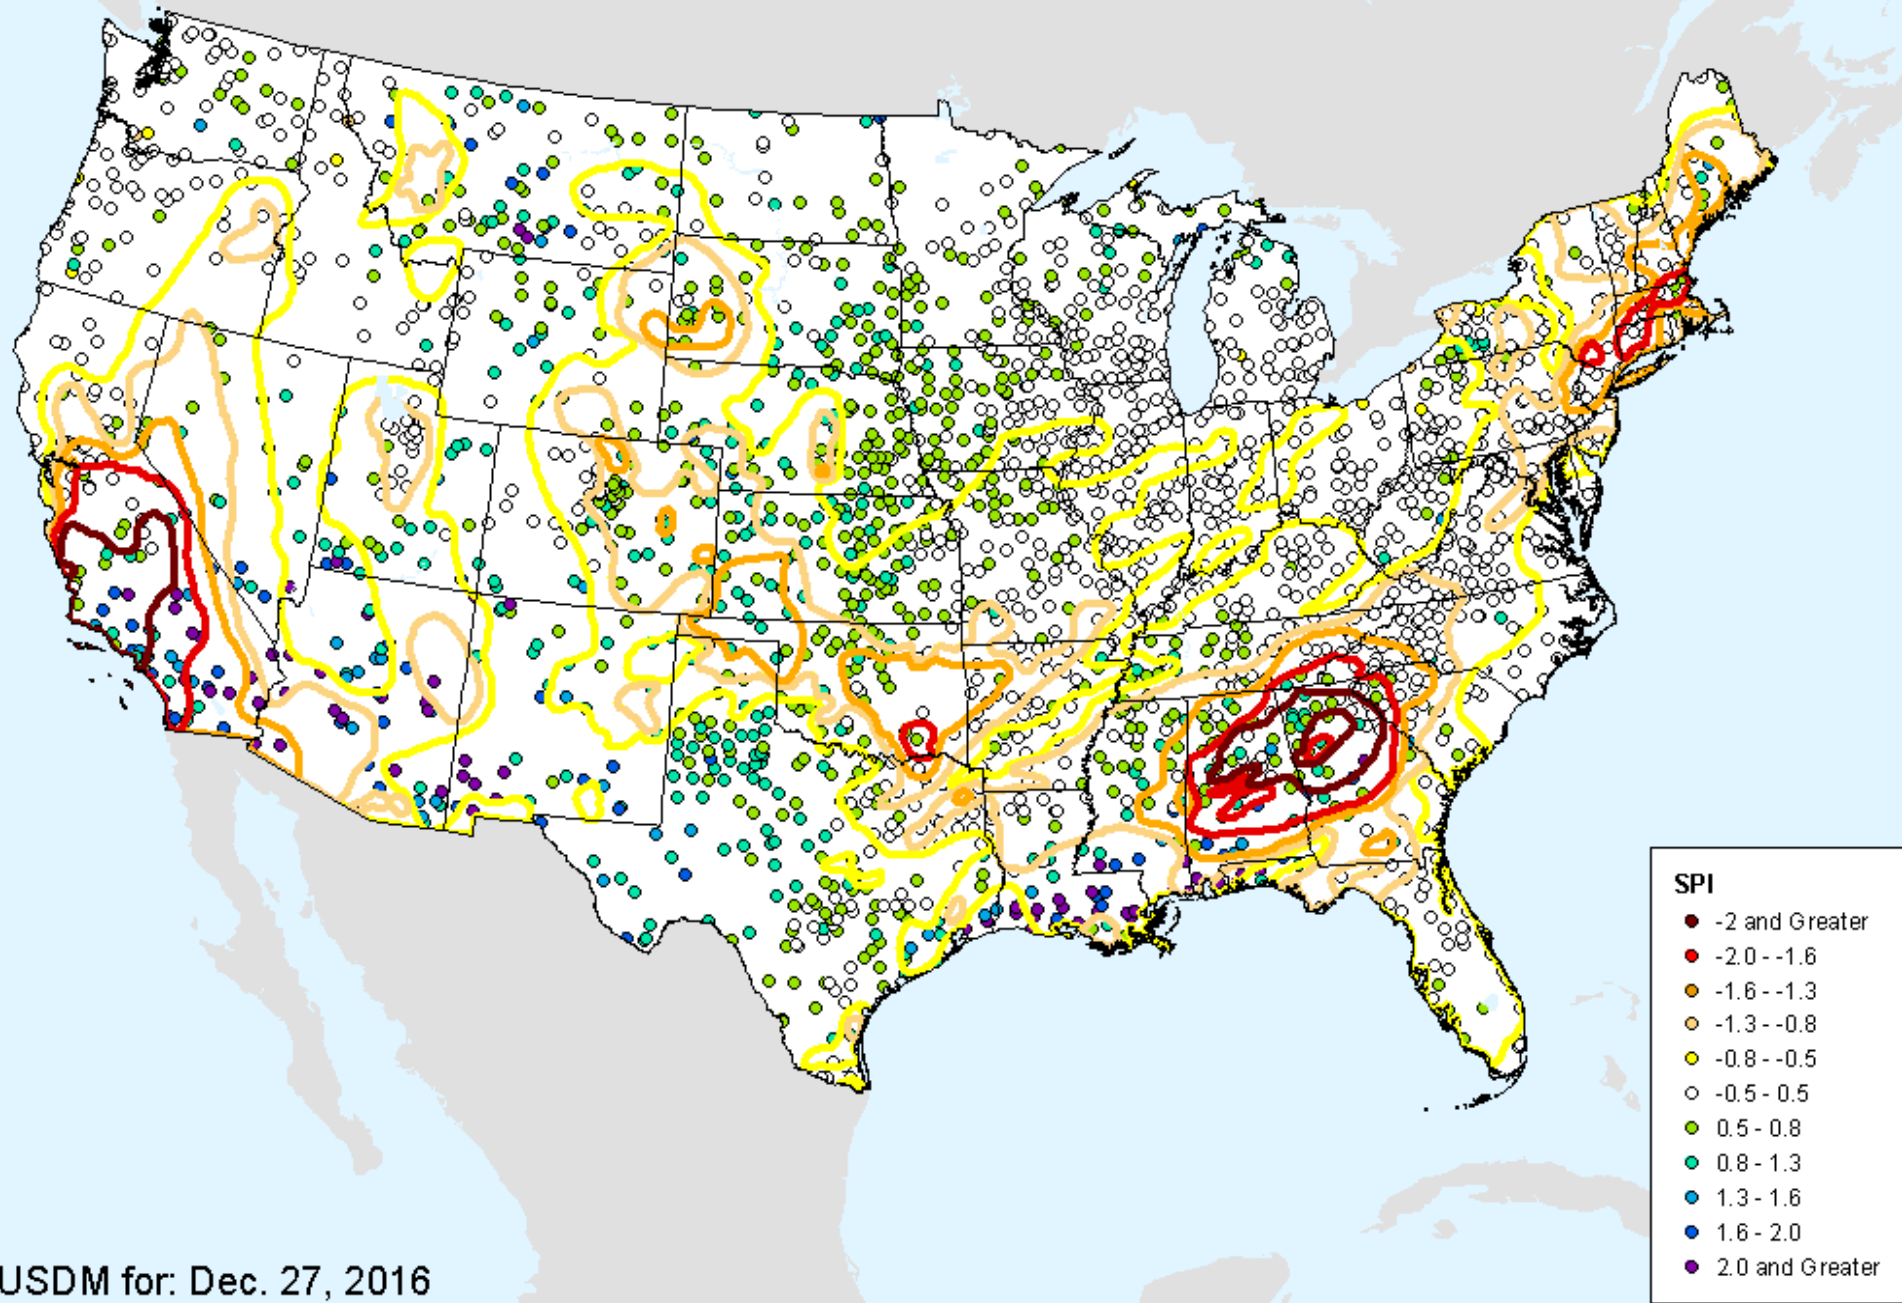 SPI
-2 and Greater
-2.0 - -1.6
-1.6 - -1.3
-1.3 - -0.8
-0.8 - -0.5
-0.5 - 0.5
0.5 - 0.8
0.8 - 1.3
1.3 - 1.6
1.6 - 2.0
2.0 and Greater
USDM for: Dec. 27, 2016